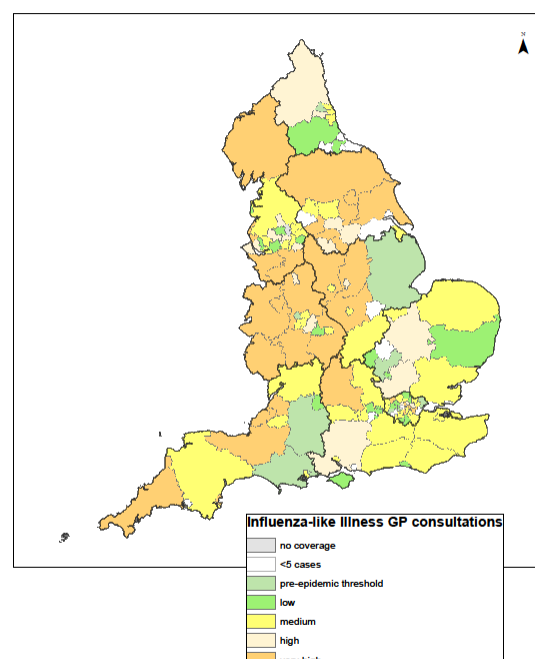 N
Influenza-like Illness GP consultations
no coverage
<5 cases
pre-epidemic threshold
low
medium
high